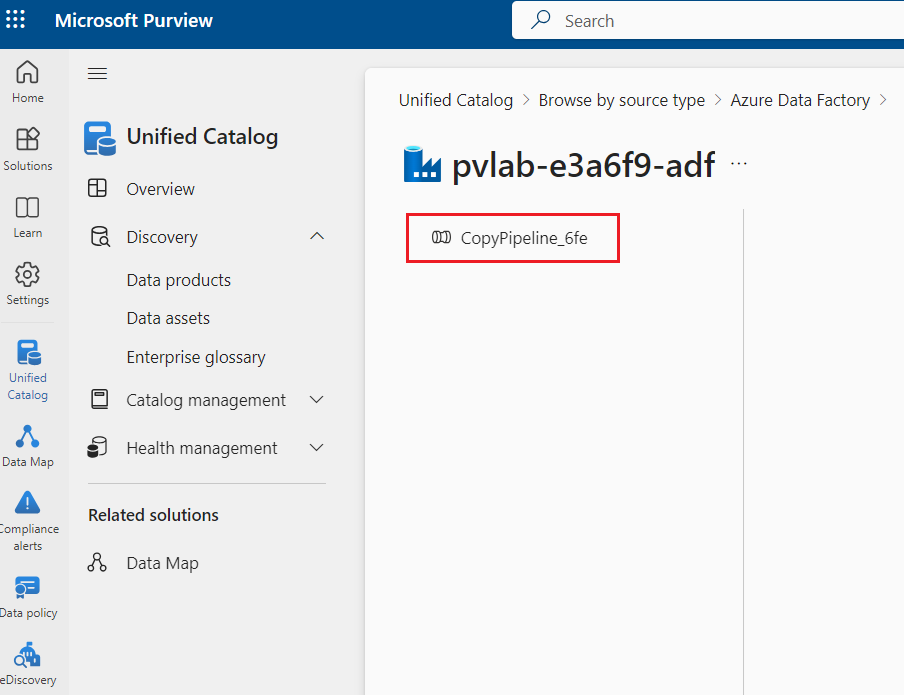 Microsoft Purview
Search
Home
Solutions
Learn
Settings
Unified
Catalog
Data Map
Compliance
alerts
Data policy
eDiscovery
Unified Catalog
Overview
Discovery
Data products
Data assets
Enterprise glossary
Catalog management
Health management
Related solutions
Data Map
Unified Catalog > Browse by source type > Azure Data Factory >
pvlab-e3a6f9-adf ...
CopyPipeline_6fe